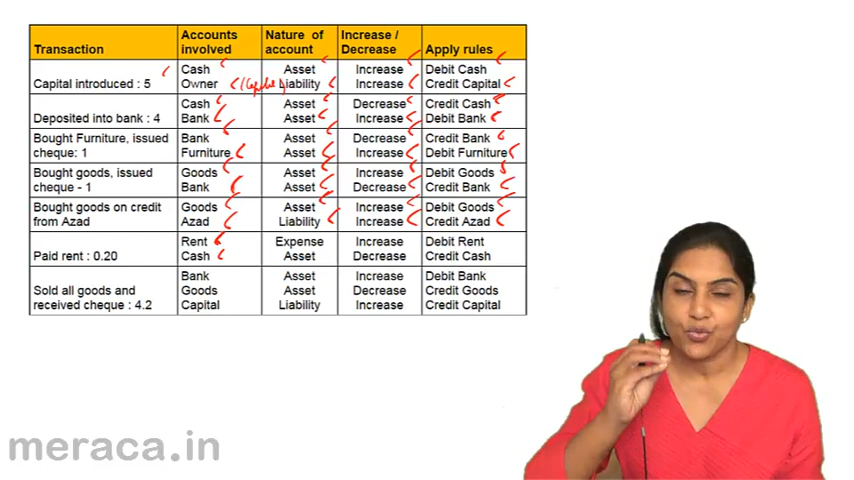 Transaction
Accounts involved
Nature of account
Increase / Decrease
Apply rules
Capital introduced : 5
Cash
Owner
(Capital)
Asset
Liability
Increase
Increase
Debit Cash
Credit Capital
Deposited into bank : 4
Cash
Bank
Asset
Asset
Decrease
Increase
Credit Cash
Debit Bank
Bought Furniture, issued
cheque: 1
Bank
Furniture
Asset
Asset
Decrease
Increase
Credit Bank
Debit Furniture
Bought goods, issued
cheque - 1
Goods
Bank
Asset
Asset
Increase
Decrease
Debit Goods
Credit Bank
Bought goods on credit
from Azad
Goods
Azad
Asset
Liability
Increase
Increase
Debit Goods
Credit Azad
Paid rent : 0.20
Rent
Cash
Expense
Asset
Increase
Decrease
Debit Rent
Credit Cash
Sold all goods and
received cheque : 4.2
Bank
Goods
Capital
Asset
Asset
Liability
Increase
Decrease
Increase
Debit Bank
Credit Goods
Credit Capital
meraca.in